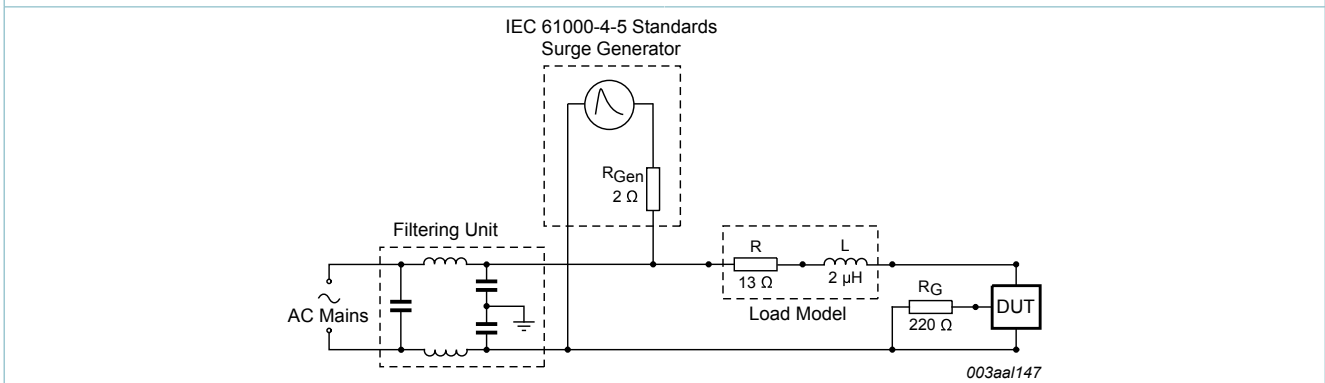 IEC 61000-4-5 Standards
Surge Generator
RGen
2 Ω
Filtering Unit
R
L
13 Ω
2 μH
Load Model
RG
220 Ω
DUT
AC Mains
003aal147